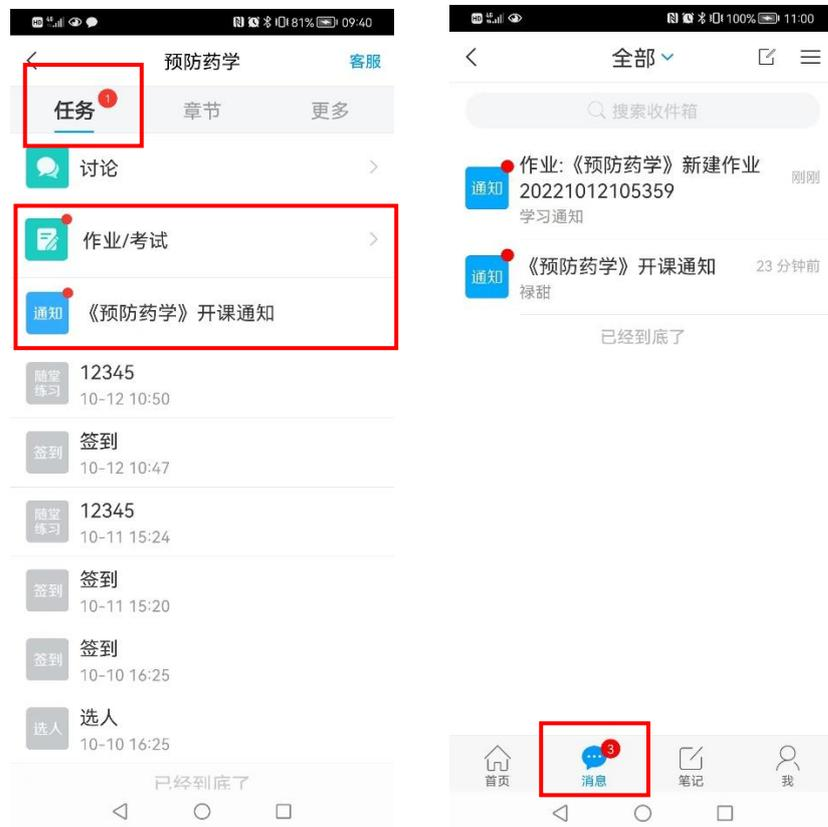 81% 09:40
预防药学
客服
任务 1
章节
更多
讨论
作业/考试
通知
《预防药学》开课通知
随堂
练习
12345
10-12 10:50
签到
签到
10-12 10:47
随堂
练习
12345
10-11 15:24
签到
签到
10-11 15:20
签到
签到
10-10 16:25
选人
选人
10-10 16:25
已经到底了
100% 11:00
全部
搜索收件箱
通知
作业:《预防药学》新建作业
20221012105359
刚刚
学习通知
通知
《预防药学》开课通知
23 分钟前
禄甜
已经到底了
3
首页
消息
笔记
我